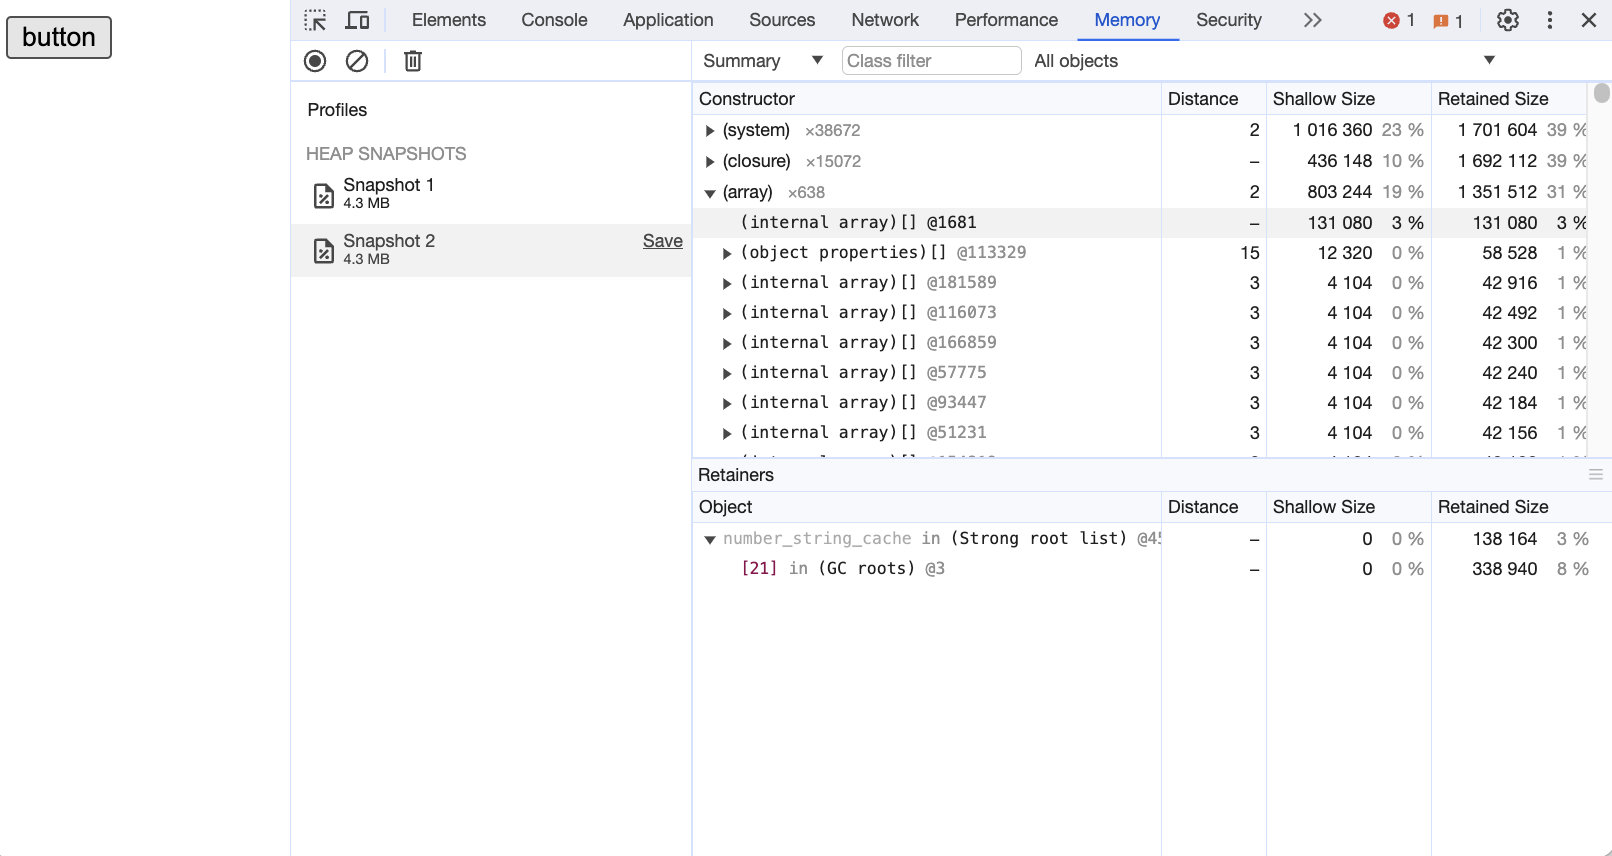 button
Elements Console Application Sources Network Performance Memory Security 1 1
Summary Class filter All objects
Profiles
HEAP SNAPSHOTS
Snapshot 1
4.3 MB
Snapshot 2 Save
4.3 MB
Constructor Distance Shallow Size Retained Size
(system) ×38672 2 1 016 360 23 % 1 701 604 39 %
(closure) ×15072 – 436 148 10 % 1 692 112 39 %
(array) ×638 2 803 244 19 % 1 351 512 31 %
(internal array)[] @1681 – 131 080 3 % 131 080 3 %
(object properties)[] @113329 15 12 320 0 % 58 528 1 %
(internal array)[] @181589 3 4 104 0 % 42 916 1 %
(internal array)[] @116073 3 4 104 0 % 42 492 1 %
(internal array)[] @166859 3 4 104 0 % 42 300 1 %
(internal array)[] @57775 3 4 104 0 % 42 240 1 %
(internal array)[] @93447 3 4 104 0 % 42 184 1 %
(internal array)[] @51231 3 4 104 0 % 42 156 1 %
Retainers
Object Distance Shallow Size Retained Size
number_string_cache in (Strong root list) @45 – 0 0 % 138 164 3 %
[21] in (GC roots) @3 – 0 0 % 338 940 8 %